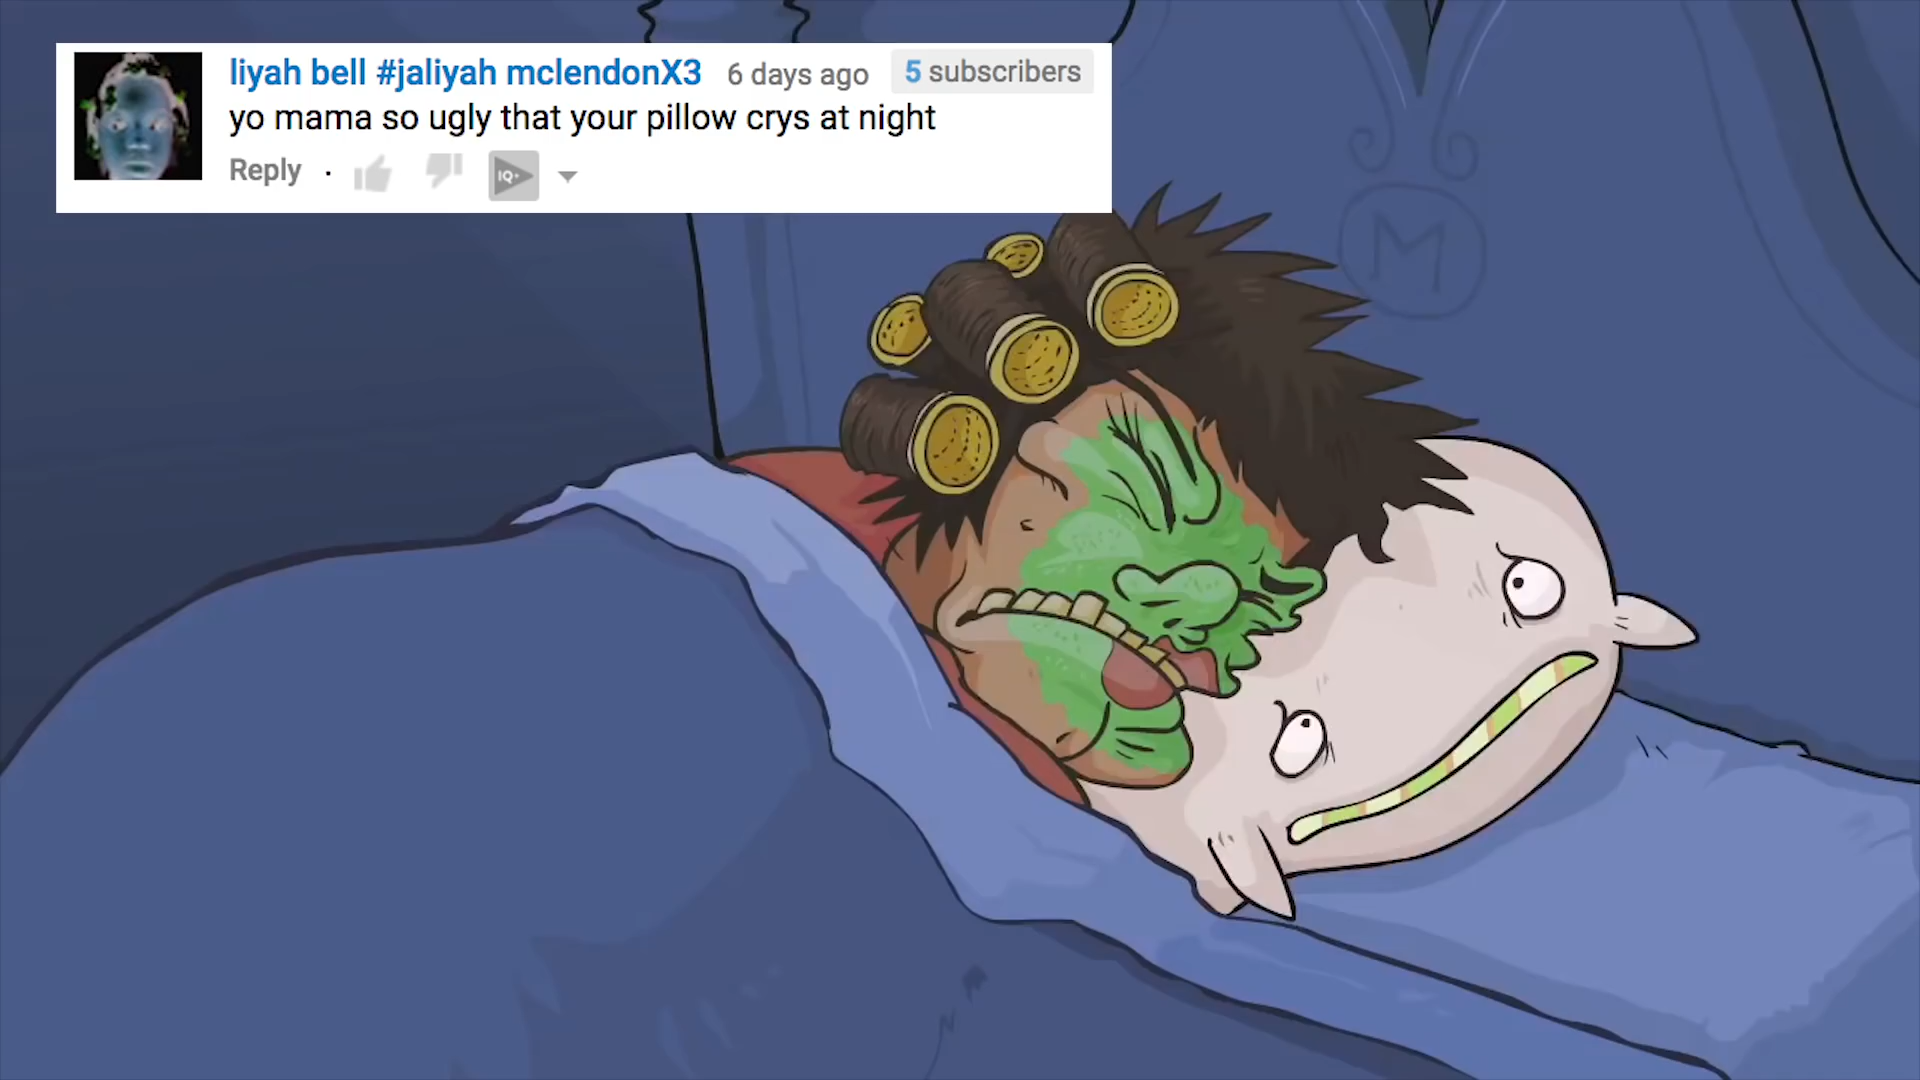 liyah bell #jaliyah mclendonX3 6 days ago 5 subscribers
yo mama so ugly that your pillow crys at night
Reply ·
IQ+
M